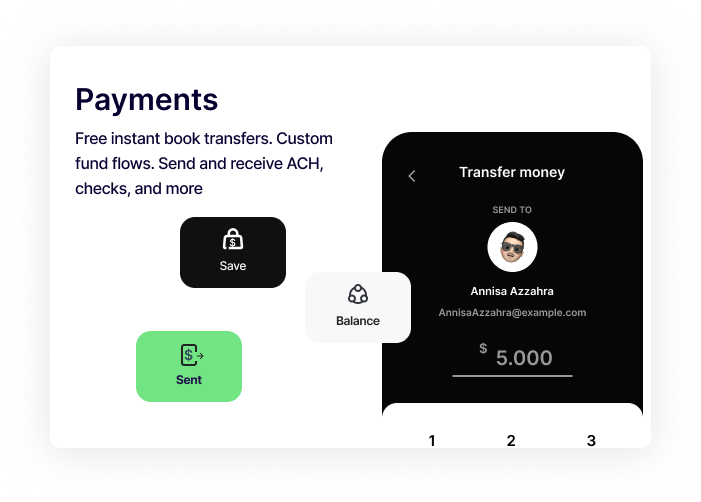 Payments
Free instant book transfers. Custom
fund flows. Send and receive ACH,
checks, and more
Transfer money
SEND TO
$
Save
Annisa Azzahra
AnnisaAzzahra@example.com
Balance
$ 5.000
$
Sent
1 2 3